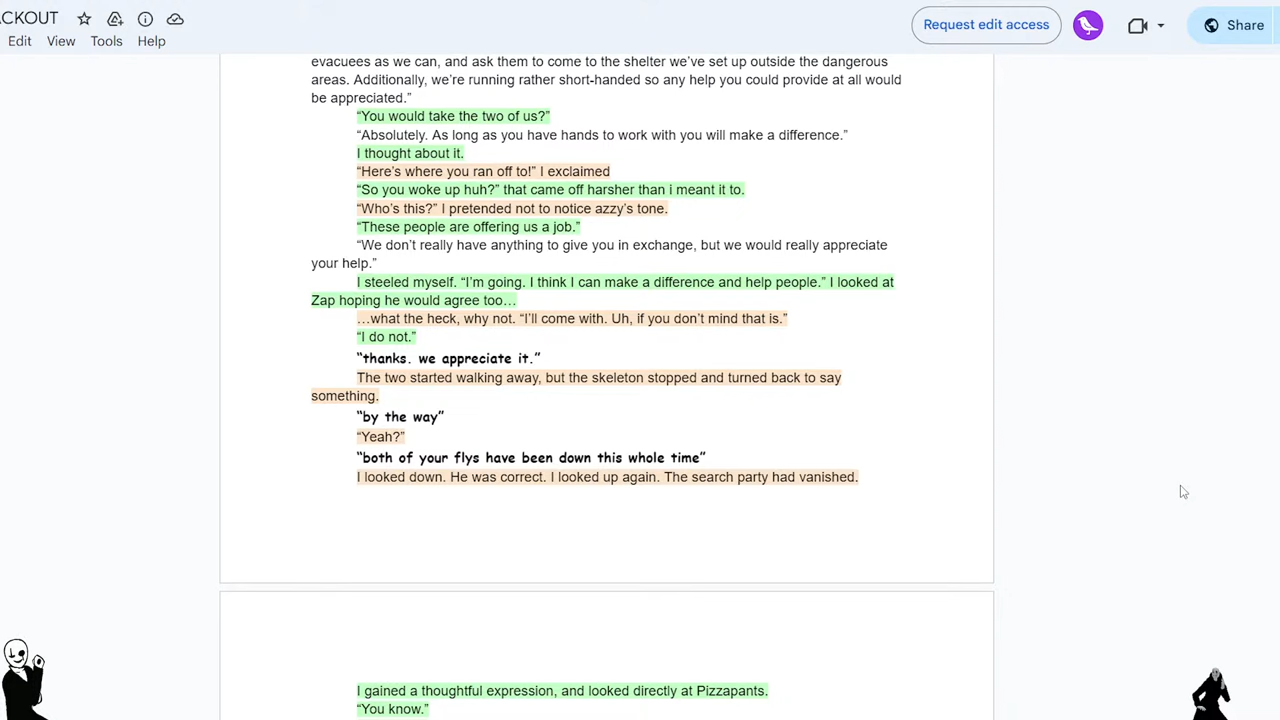 CKOUT
Request edit access
Share
Edit View Tools Help
evacuees as we can, and ask them to come to the shelter we've set up outside the dangerous
areas. Additionally, we're running rather short-handed so any help you could provide at all would
be appreciated.”
“You would take the two of us?”
“Absolutely. As long as you have hands to work with you will make a difference.”
I thought about it.
“Here's where you ran off to!” I exclaimed
“So you woke up huh?” that came off harsher than i meant it to.
“Who's this?” I pretended not to notice azzy's tone.
“These people are offering us a job.”
“We don't really have anything to give you in exchange, but we would really appreciate
your help.”
I steeled myself. “I'm going. I think I can make a difference and help people.” I looked at
Zap hoping he would agree too…
…what the heck, why not. “I'll come with. Uh, if you don't mind that is.”
“I do not.”
“thanks. we appreciate it.”
The two started walking away, but the skeleton stopped and turned back to say
something.
“by the way”
“Yeah?”
“both of your flys have been down this whole time”
I looked down. He was correct. I looked up again. The search party had vanished.
I gained a thoughtful expression, and looked directly at Pizzapants.
“You know.”